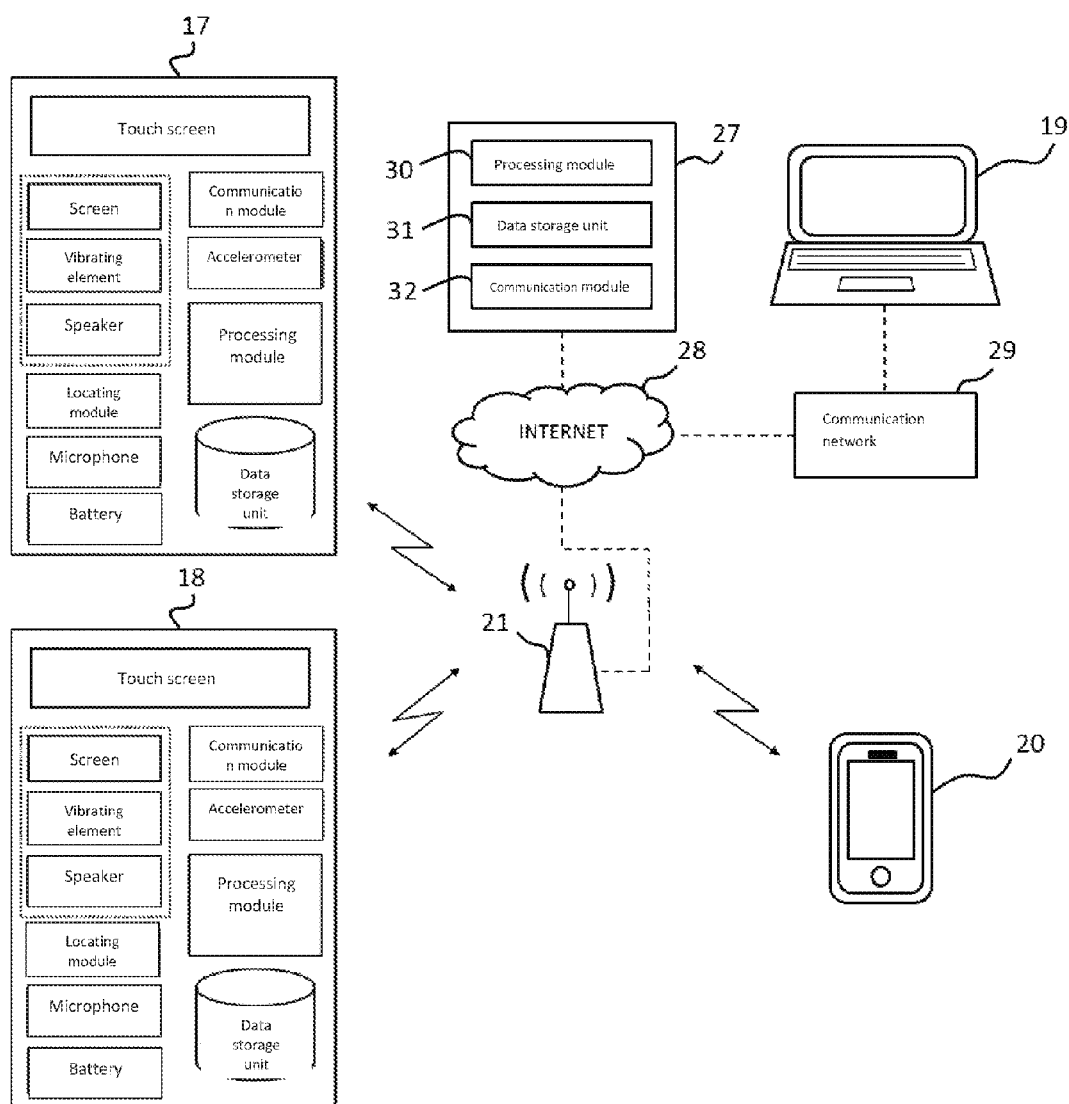 17
Touch screen
Screen
Vibrating
element
Speaker
Locating
module
Microphone
Battery
Communicatio
n module
Accelerometer
Processing
module
Data
storage
unit
30
Processing module
31
Data storage unit
32
Communication module
27
19
28
INTERNET
29
Communication
network
21
18
Touch screen
Screen
Vibrating
element
Speaker
Locating
module
Microphone
Battery
Communicatio
n module
Accelerometer
Processing
module
Data
storage
unit
20